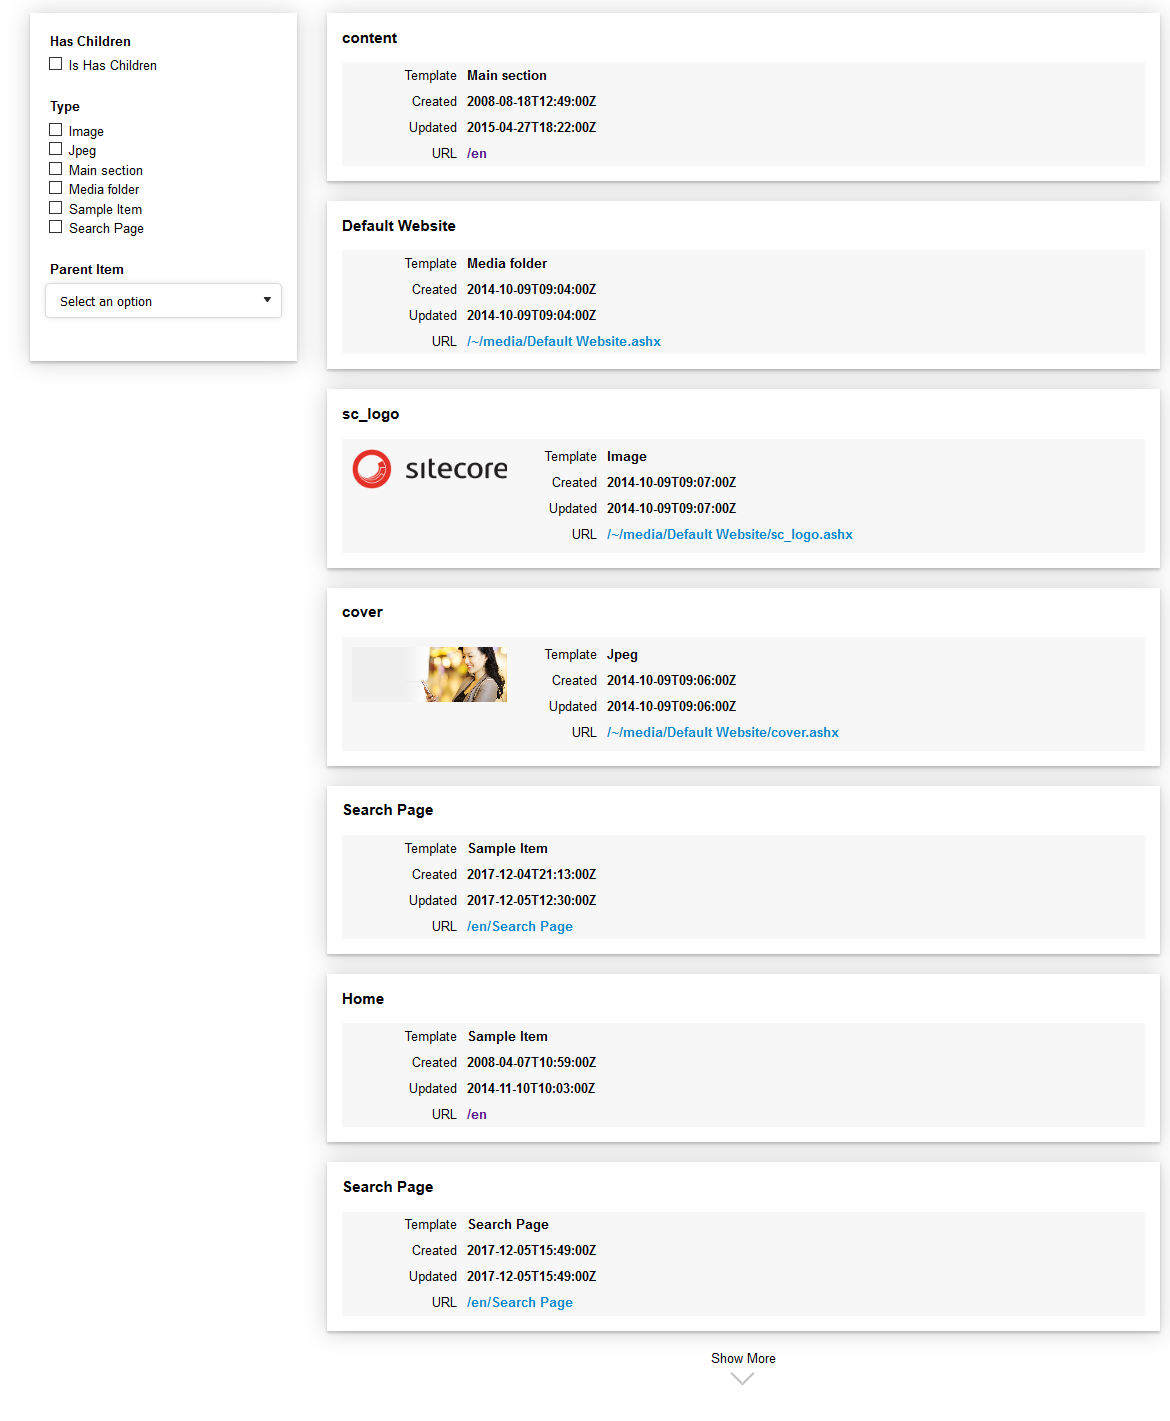 Has Children
Is Has Children
Type
Image
Jpeg
Main section
Media folder
Sample Item
Search Page
Parent Item
Select an option
content
Template Main section
Created 2008-08-18T12:49:00Z
Updated 2015-04-27T18:22:00Z
URL /en
Default Website
Template Media folder
Created 2014-10-09T09:04:00Z
Updated 2014-10-09T09:04:00Z
URL /~/media/Default Website.ashx
sc_logo
sitecore
Template Image
Created 2014-10-09T09:07:00Z
Updated 2014-10-09T09:07:00Z
URL /~/media/Default Website/sc_logo.ashx
cover
Template Jpeg
Created 2014-10-09T09:06:00Z
Updated 2014-10-09T09:06:00Z
URL /~/media/Default Website/cover.ashx
Search Page
Template Sample Item
Created 2017-12-04T21:13:00Z
Updated 2017-12-05T12:30:00Z
URL /en/Search Page
Home
Template Sample Item
Created 2008-04-07T10:59:00Z
Updated 2014-11-10T10:03:00Z
URL /en
Search Page
Template Search Page
Created 2017-12-05T15:49:00Z
Updated 2017-12-05T15:49:00Z
URL /en/Search Page
Show More